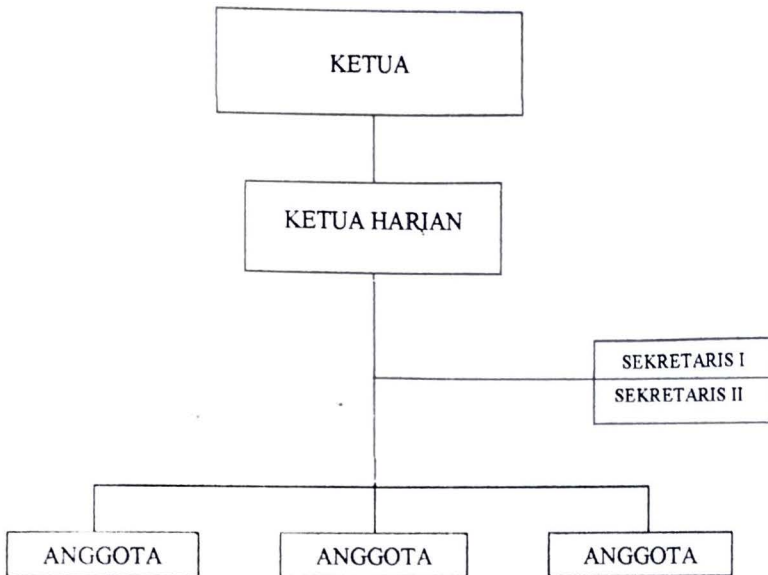 KETUA
KETUA HARIAN
SEKRETARIS I
SEKRETARIS II
ANGGOTA
ANGGOTA
ANGGOTA